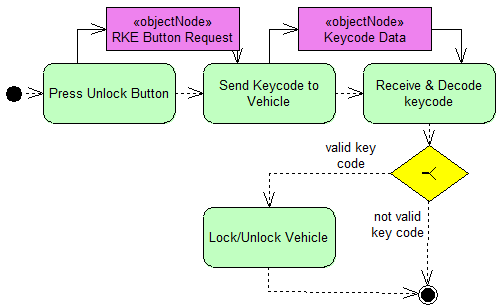 «objectNode»
RKE Button Request
«objectNode»
Keycode Data
Press Unlock Button
Send Keycode to
Vehicle
Receive & Decode
keycode
valid key
code
not valid
key code
Lock/Unlock Vehicle